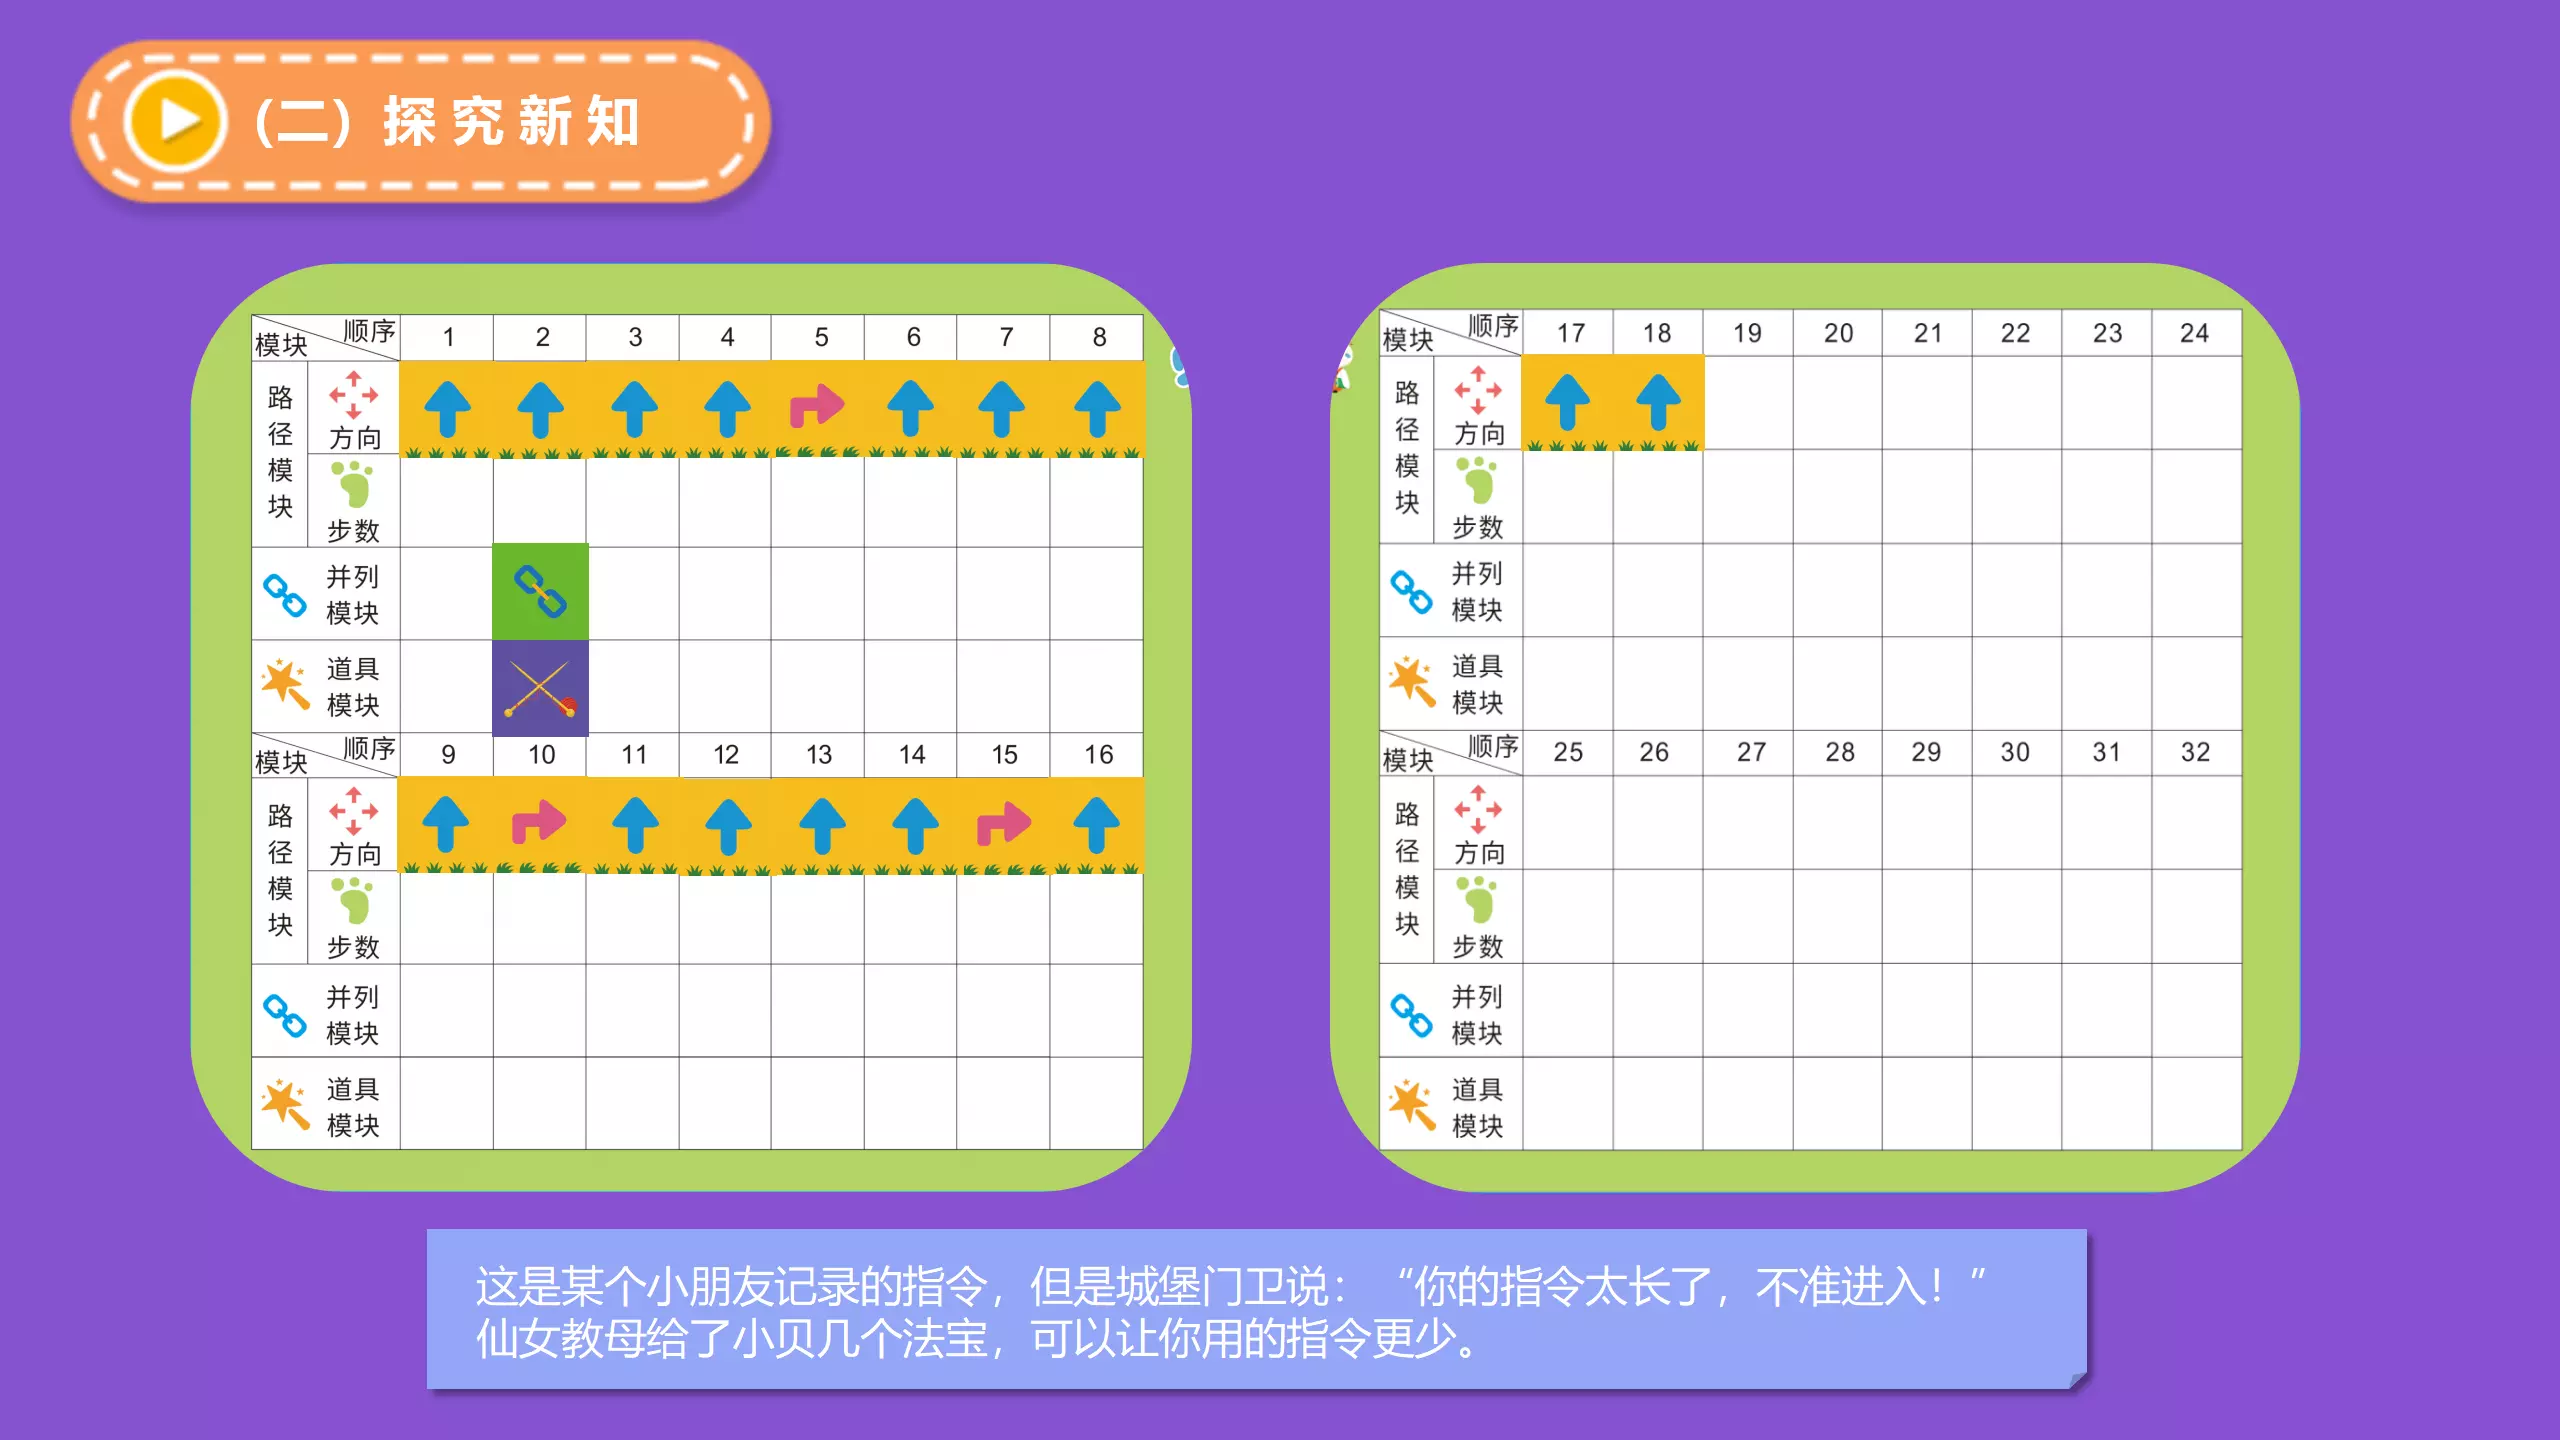 （二）探究新知
顺序 1 2 3 4 5 6 7 8
模块
路径模块
方向
步数
并列
模块
道具
模块
顺序 9 10 11 12 13 14 15 16
模块
路径模块
方向
步数
并列
模块
道具
模块
顺序 17 18 19 20 21 22 23 24
模块
路径模块
方向
步数
并列
模块
道具
模块
顺序 25 26 27 28 29 30 31 32
模块
路径模块
方向
步数
并列
模块
道具
模块
这是某个小朋友记录的指令，但是城堡门卫说：“你的指令太长了，不准进入！”
仙女教母给了小贝几个法宝，可以让你用的指令更少。